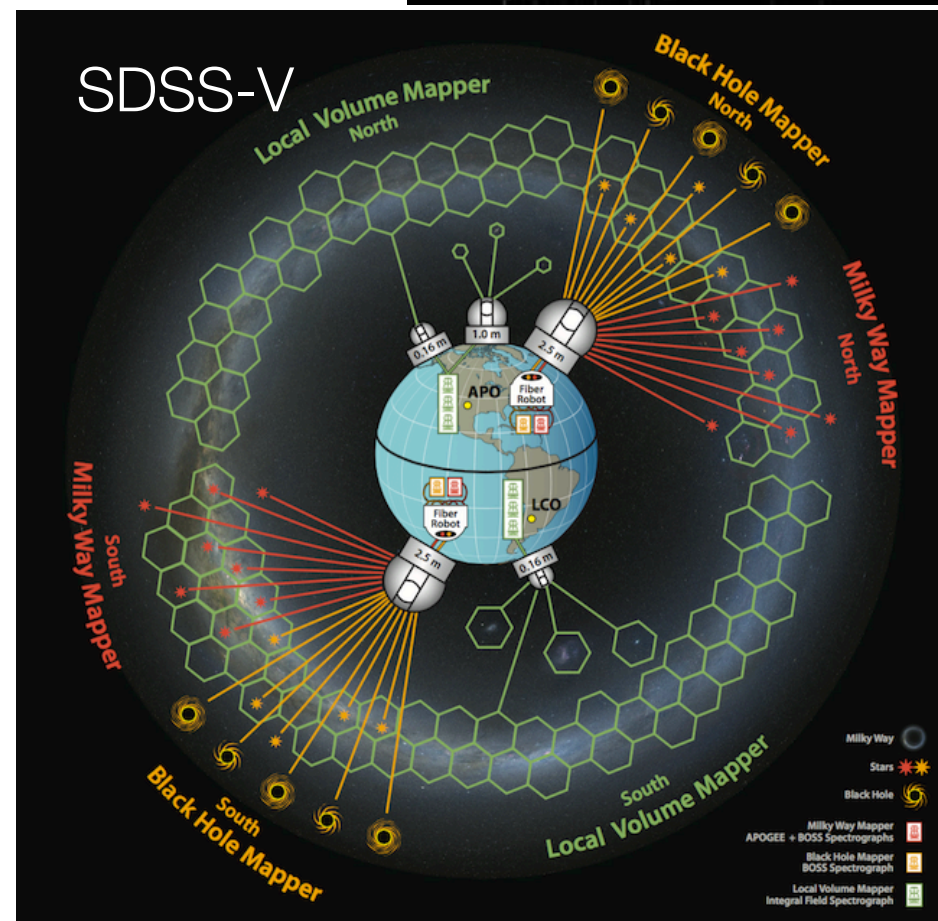 SDSS-V
Local Volume Mapper
North
Black Hole Mapper
North
Milky Way Mapper
North
0.16 m
1.0 m
2.5 m
APO
Fiber
Robot
Fiber
Robot
LCO
2.5 m
0.16 m
Milky Way Mapper
South
Black Hole Mapper
South
Local Volume Mapper
South
Milky Way
Stars
Black Hole
Milky Way Mapper
APOGEE + BOSS Spectrographs
Black Hole Mapper
BOSS Spectrograph
Local Volume Mapper
Integral Field Spectrograph